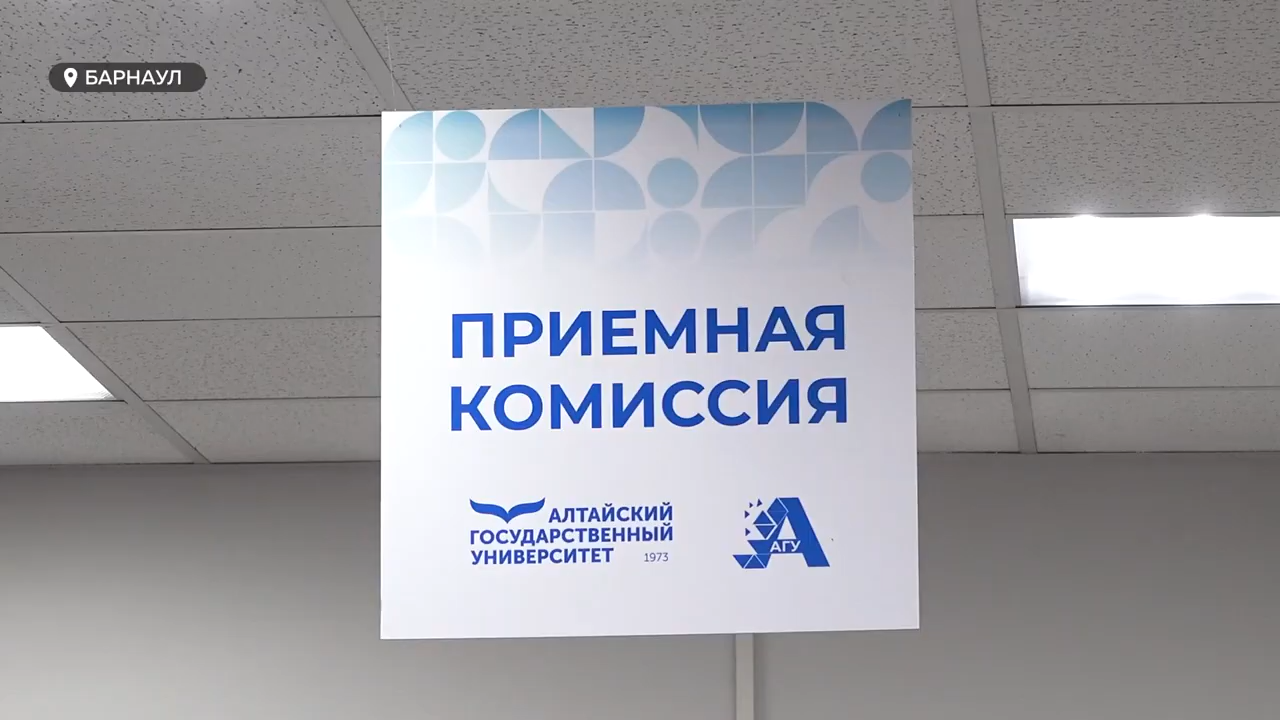 БАРНАУЛ
ПРИЕМНАЯ
КОМИССИЯ
АЛТАЙСКИЙ
ГОСУДАРСТВЕННЫЙ
УНИВЕРСИТЕТ 1973
АГУ